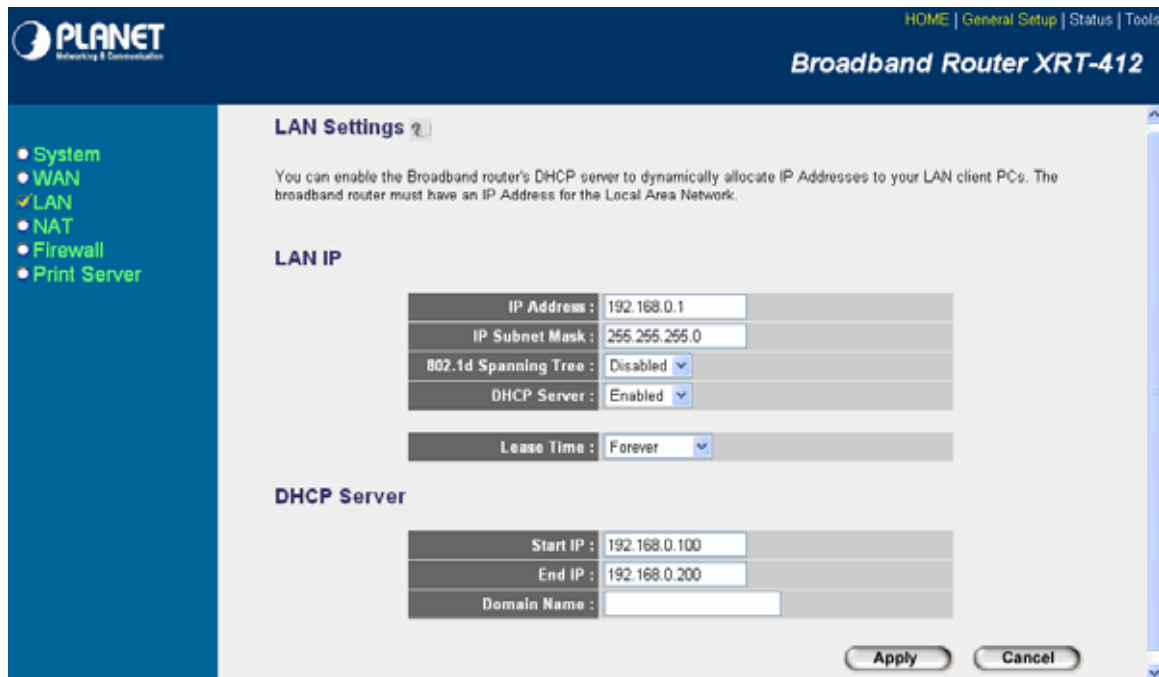 PLANET
Networking & Communication
HOME | General Setup | Status | Tools
Broadband Router XRT-412
System
WAN
LAN
NAT
Firewall
Print Server
LAN Settings ?
You can enable the Broadband router's DHCP server to dynamically allocate IP Addresses to your LAN client PCs. The
broadband router must have an IP Address for the Local Area Network.
LAN IP
IP Address : 192.168.0.1
IP Subnet Mask : 255.255.255.0
802.1d Spanning Tree : Disabled
DHCP Server : Enabled
Lease Time : Forever
DHCP Server
Start IP : 192.168.0.100
End IP : 192.168.0.200
Domain Name :
Apply Cancel